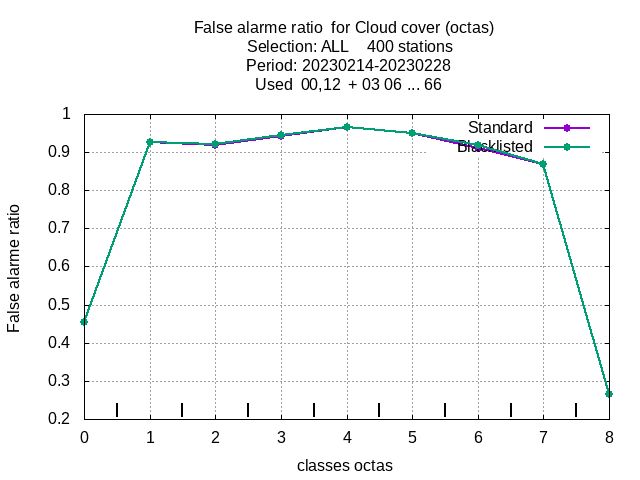 False alarme ratio  for Cloud cover (octas)
Selection: ALL    400 stations
Period: 20230214-20230228
Used  00,12  + 03 06 ... 66
Standard
Blacklisted
False alarme ratio
1
0.9
0.8
0.7
0.6
0.5
0.4
0.3
0.2
0 1 2 3 4 5 6 7 8
classes octas